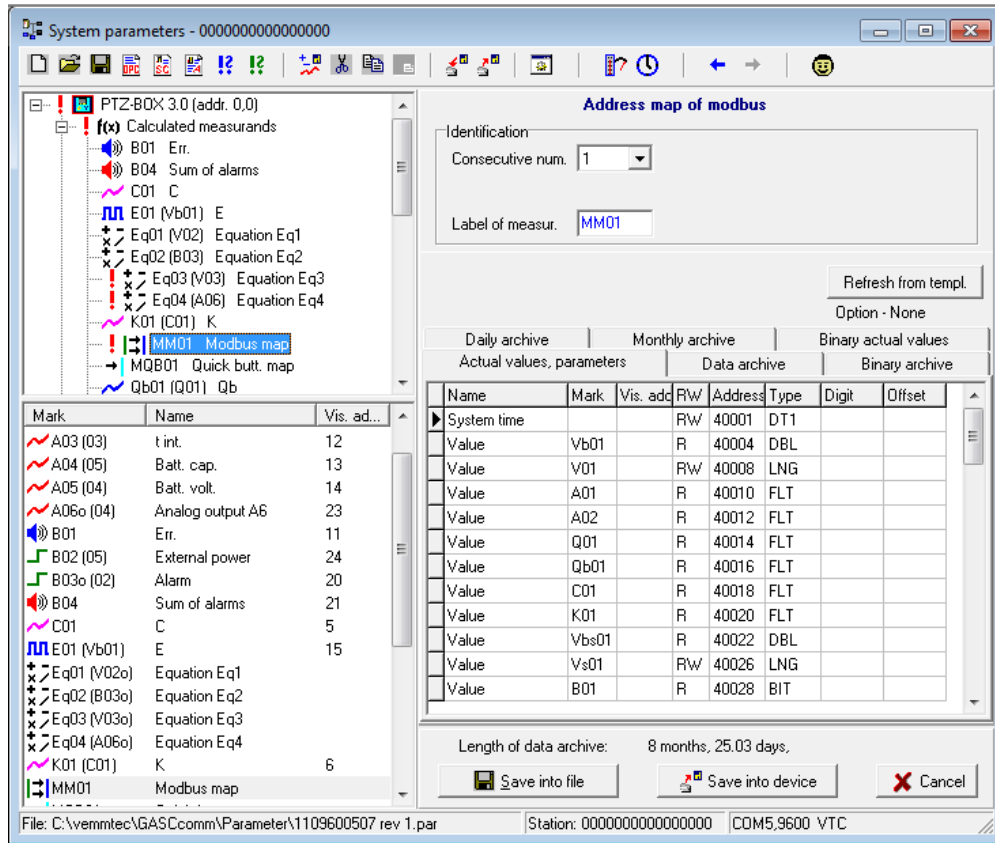 System parameters - 0000000000000000
PTZ-BOX 3.0 (addr. 0,0)
f(x) Calculated measurands
B01 Err.
B04 Sum of alarms
C01 C
E01 (Vb01) E
Eq01 (V02) Equation Eq1
Eq02 (B03) Equation Eq2
Eq03 (V03) Equation Eq3
Eq04 (A06) Equation Eq4
K01 (C01) K
MM01 Modbus map
MQB01 Quick butt. map
Qb01 (Q01) Qb
Mark Name Vis. ad...
A03 (03) t int. 12
A04 (05) Batt. cap. 13
A05 (04) Batt. volt. 14
A06o (04) Analog output A6 23
B01 Err. 11
B02 (05) External power 24
B03o (02) Alarm 20
B04 Sum of alarms 21
C01 C 5
E01 (Vb01) E 15
Eq01 (V02o) Equation Eq1
Eq02 (B03o) Equation Eq2
Eq03 (V03o) Equation Eq3
Eq04 (A06o) Equation Eq4
K01 (C01) K 6
MM01 Modbus map
Address map of modbus
Identification
Consecutive num. 1
Label of measur. MM01
Refresh from templ.
Option - None
Daily archive Monthly archive Binary actual values
Actual values, parameters Data archive Binary archive
Name Mark Vis. add RW Address Type Digit Offset
System time RW 40001 DT1
Value Vb01 R 40004 DBL
Value V01 RW 40008 LNG
Value A01 R 40010 FLT
Value A02 R 40012 FLT
Value Q01 R 40014 FLT
Value Qb01 R 40016 FLT
Value C01 R 40018 FLT
Value K01 R 40020 FLT
Value Vbs01 R 40022 DBL
Value Vs01 RW 40026 LNG
Value B01 R 40028 BIT
Length of data archive: 8 months, 25.03 days,
Save into file Save into device Cancel
File: C:\vemmtec\GASCcomm\Parameter\1109600507 rev 1.par Station: 0000000000000000 COM5,9600 VTC